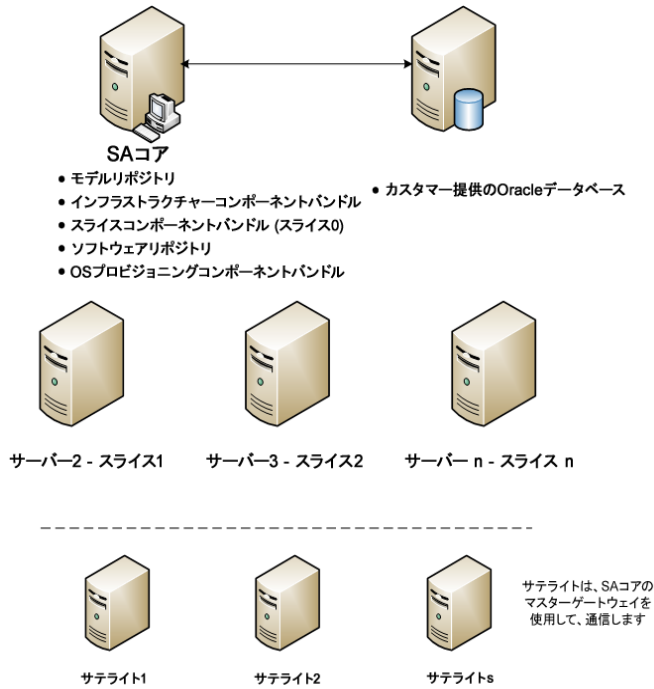 SAコア
• モデルリポジトリ
• インフラストラクチャーコンポーネントバンドル
• スライスコンポーネントバンドル (スライス0)
• ソフトウェアリポジトリ
• OSプロビジョニングコンポーネントバンドル
• カスタマー提供のOracleデータベース
サーバー2 - スライス1
サーバー3 - スライス2
サーバー n - スライス n
サテライトは、SAコアの
マスターゲートウェイを
使用して、通信します
サテライト1
サテライト2
サテライトs